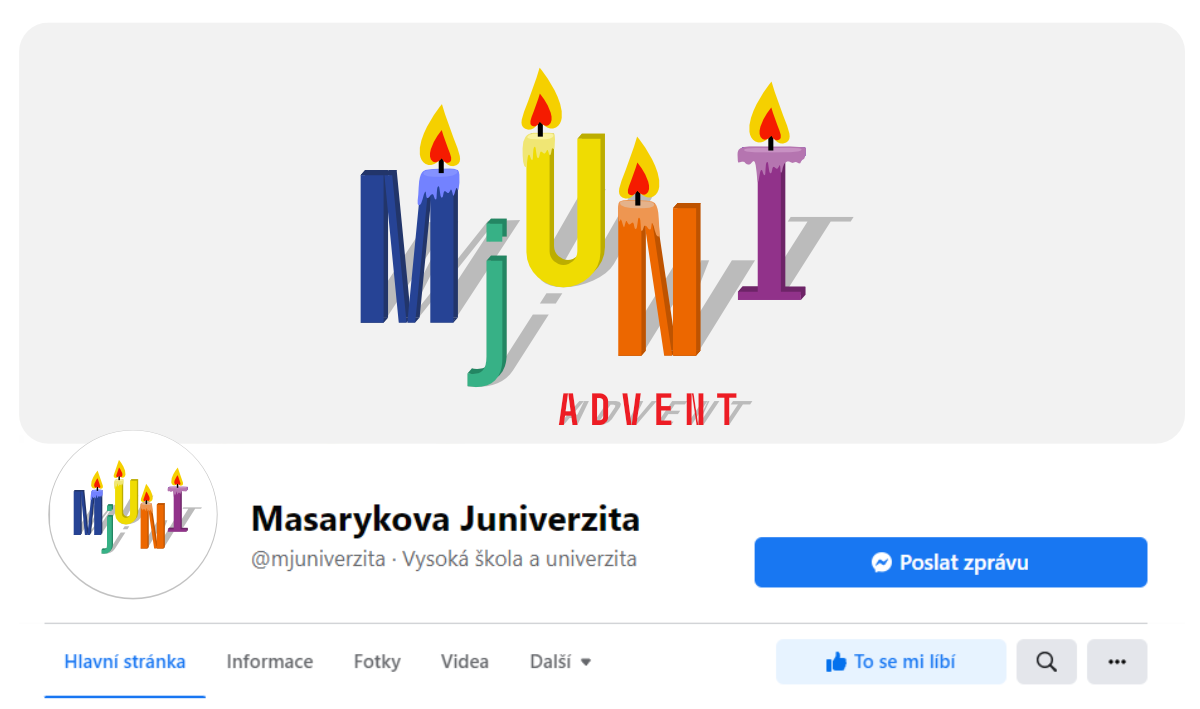 MjUNI
ADVENT
MjUNI
Masarykova Juniverzita
@mjuniverzita · Vysoká škola a univerzita
Poslat zprávu
Hlavní stránka Informace Fotky Videa Další
To se mi líbí